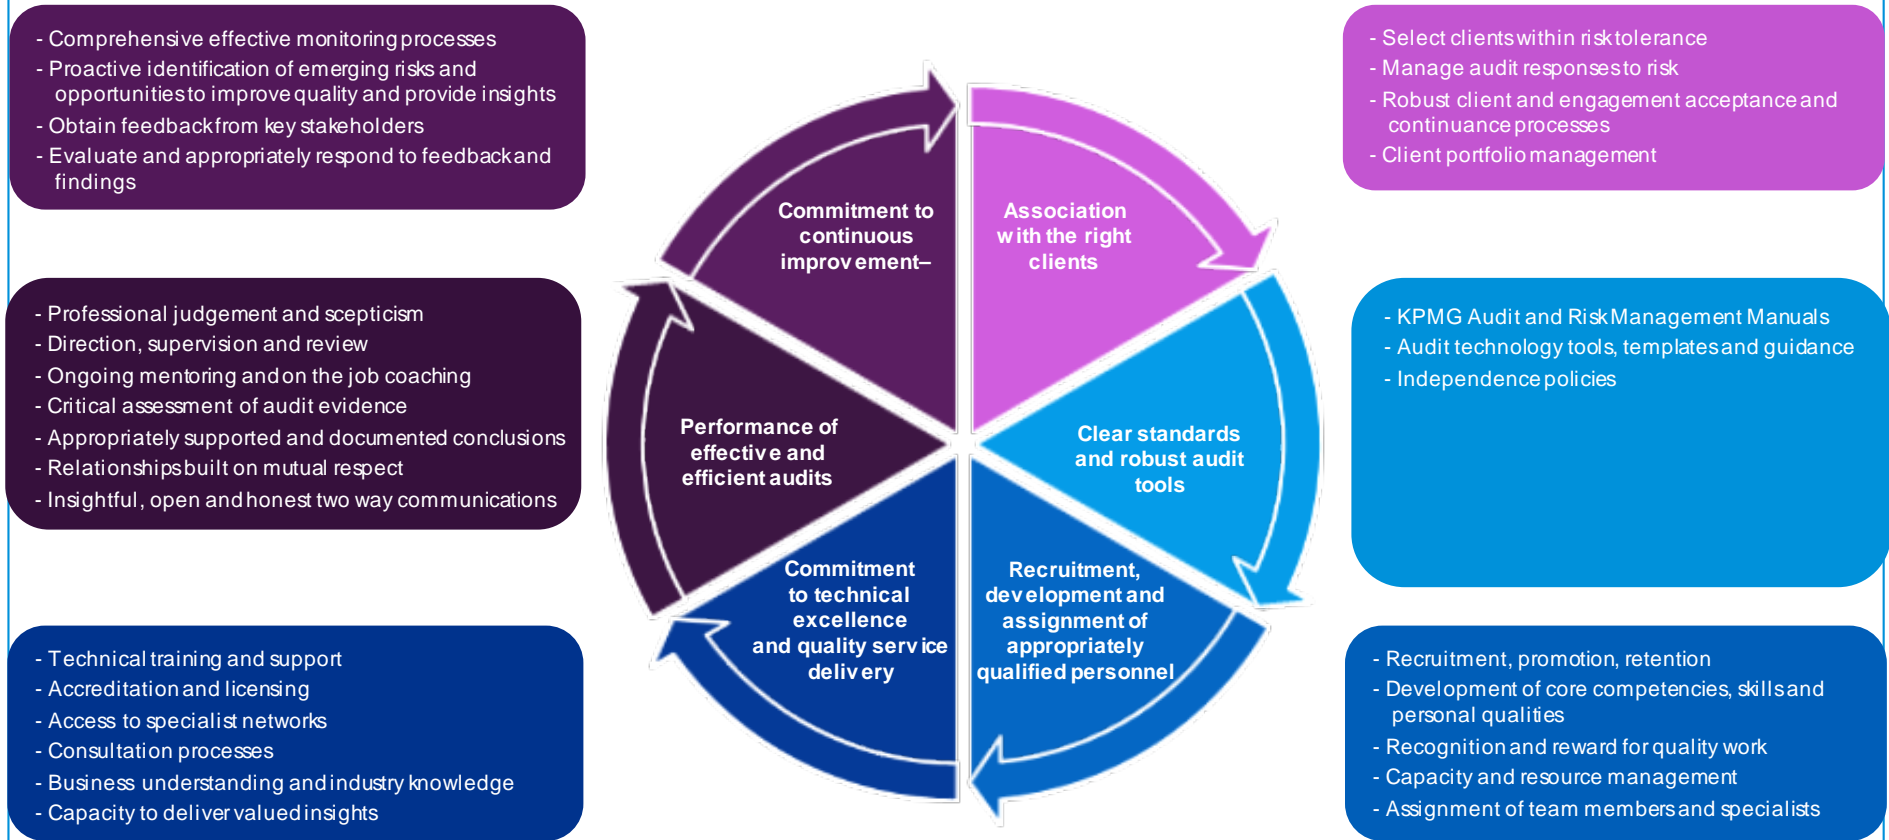 - Comprehensive effective monitoring processes
- Proactive identification of emerging risks and
opportunities to improve quality and provide insights
- Obtain feedback from key stakeholders
- Evaluate and appropriately respond to feedback and
findings
- Select clients within risk tolerance
- Manage audit responses to risk
- Robust client and engagement acceptance and
continuance processes
- Client portfolio management
Commitment to
continuous
improvement–
Association
with the right
clients
- Professional judgement and scepticism
- Direction, supervision and review
- Ongoing mentoring and on the job coaching
- Critical assessment of audit evidence
- Appropriately supported and documented conclusions
- Relationships built on mutual respect
- Insightful, open and honest two way communications
Performance of
effective and
efficient audits
Clear standards
and robust audit
tools
- KPMG Audit and Risk Management Manuals
- Audit technology tools, templates and guidance
- Independence policies
Commitment
to technical
excellence
and quality service
delivery
Recruitment,
development and
assignment of
appropriately
qualified personnel
- Technical training and support
- Accreditation and licensing
- Access to specialist networks
- Consultation processes
- Business understanding and industry knowledge
- Capacity to deliver valued insights
- Recruitment, promotion, retention
- Development of core competencies, skills and
personal qualities
- Recognition and reward for quality work
- Capacity and resource management
- Assignment of team members and specialists